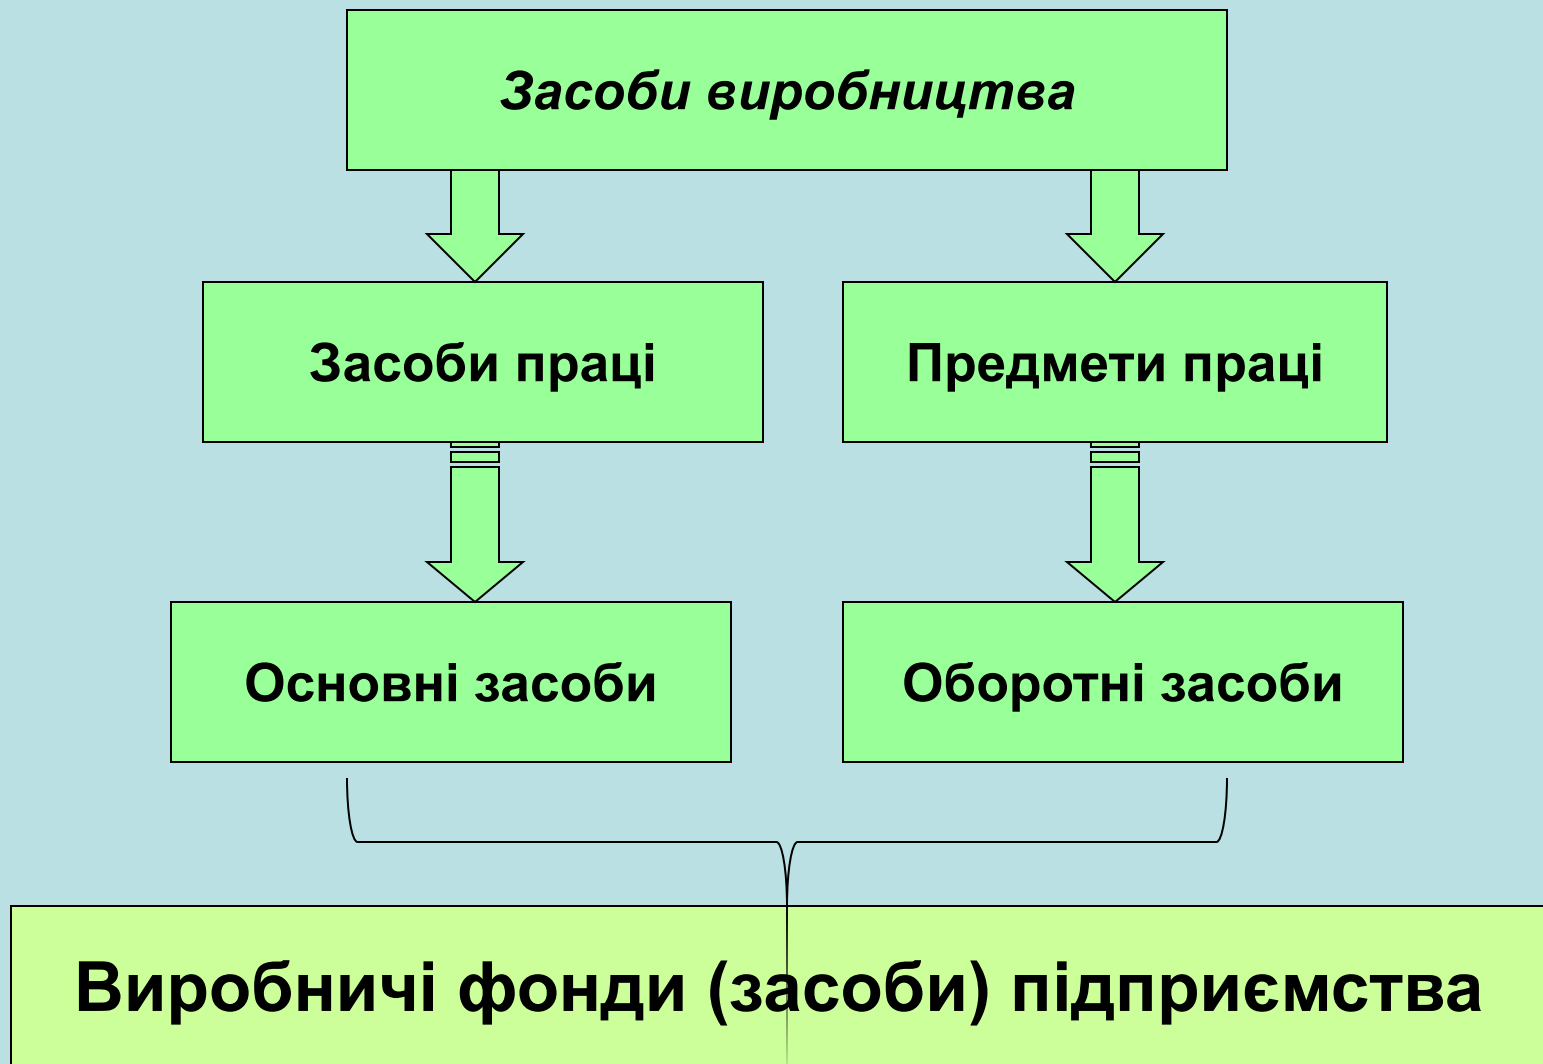 Засоби виробництва
Засоби праці
Предмети праці
Основні засоби
Оборотні засоби
Виробничі фонди (засоби) підприємства